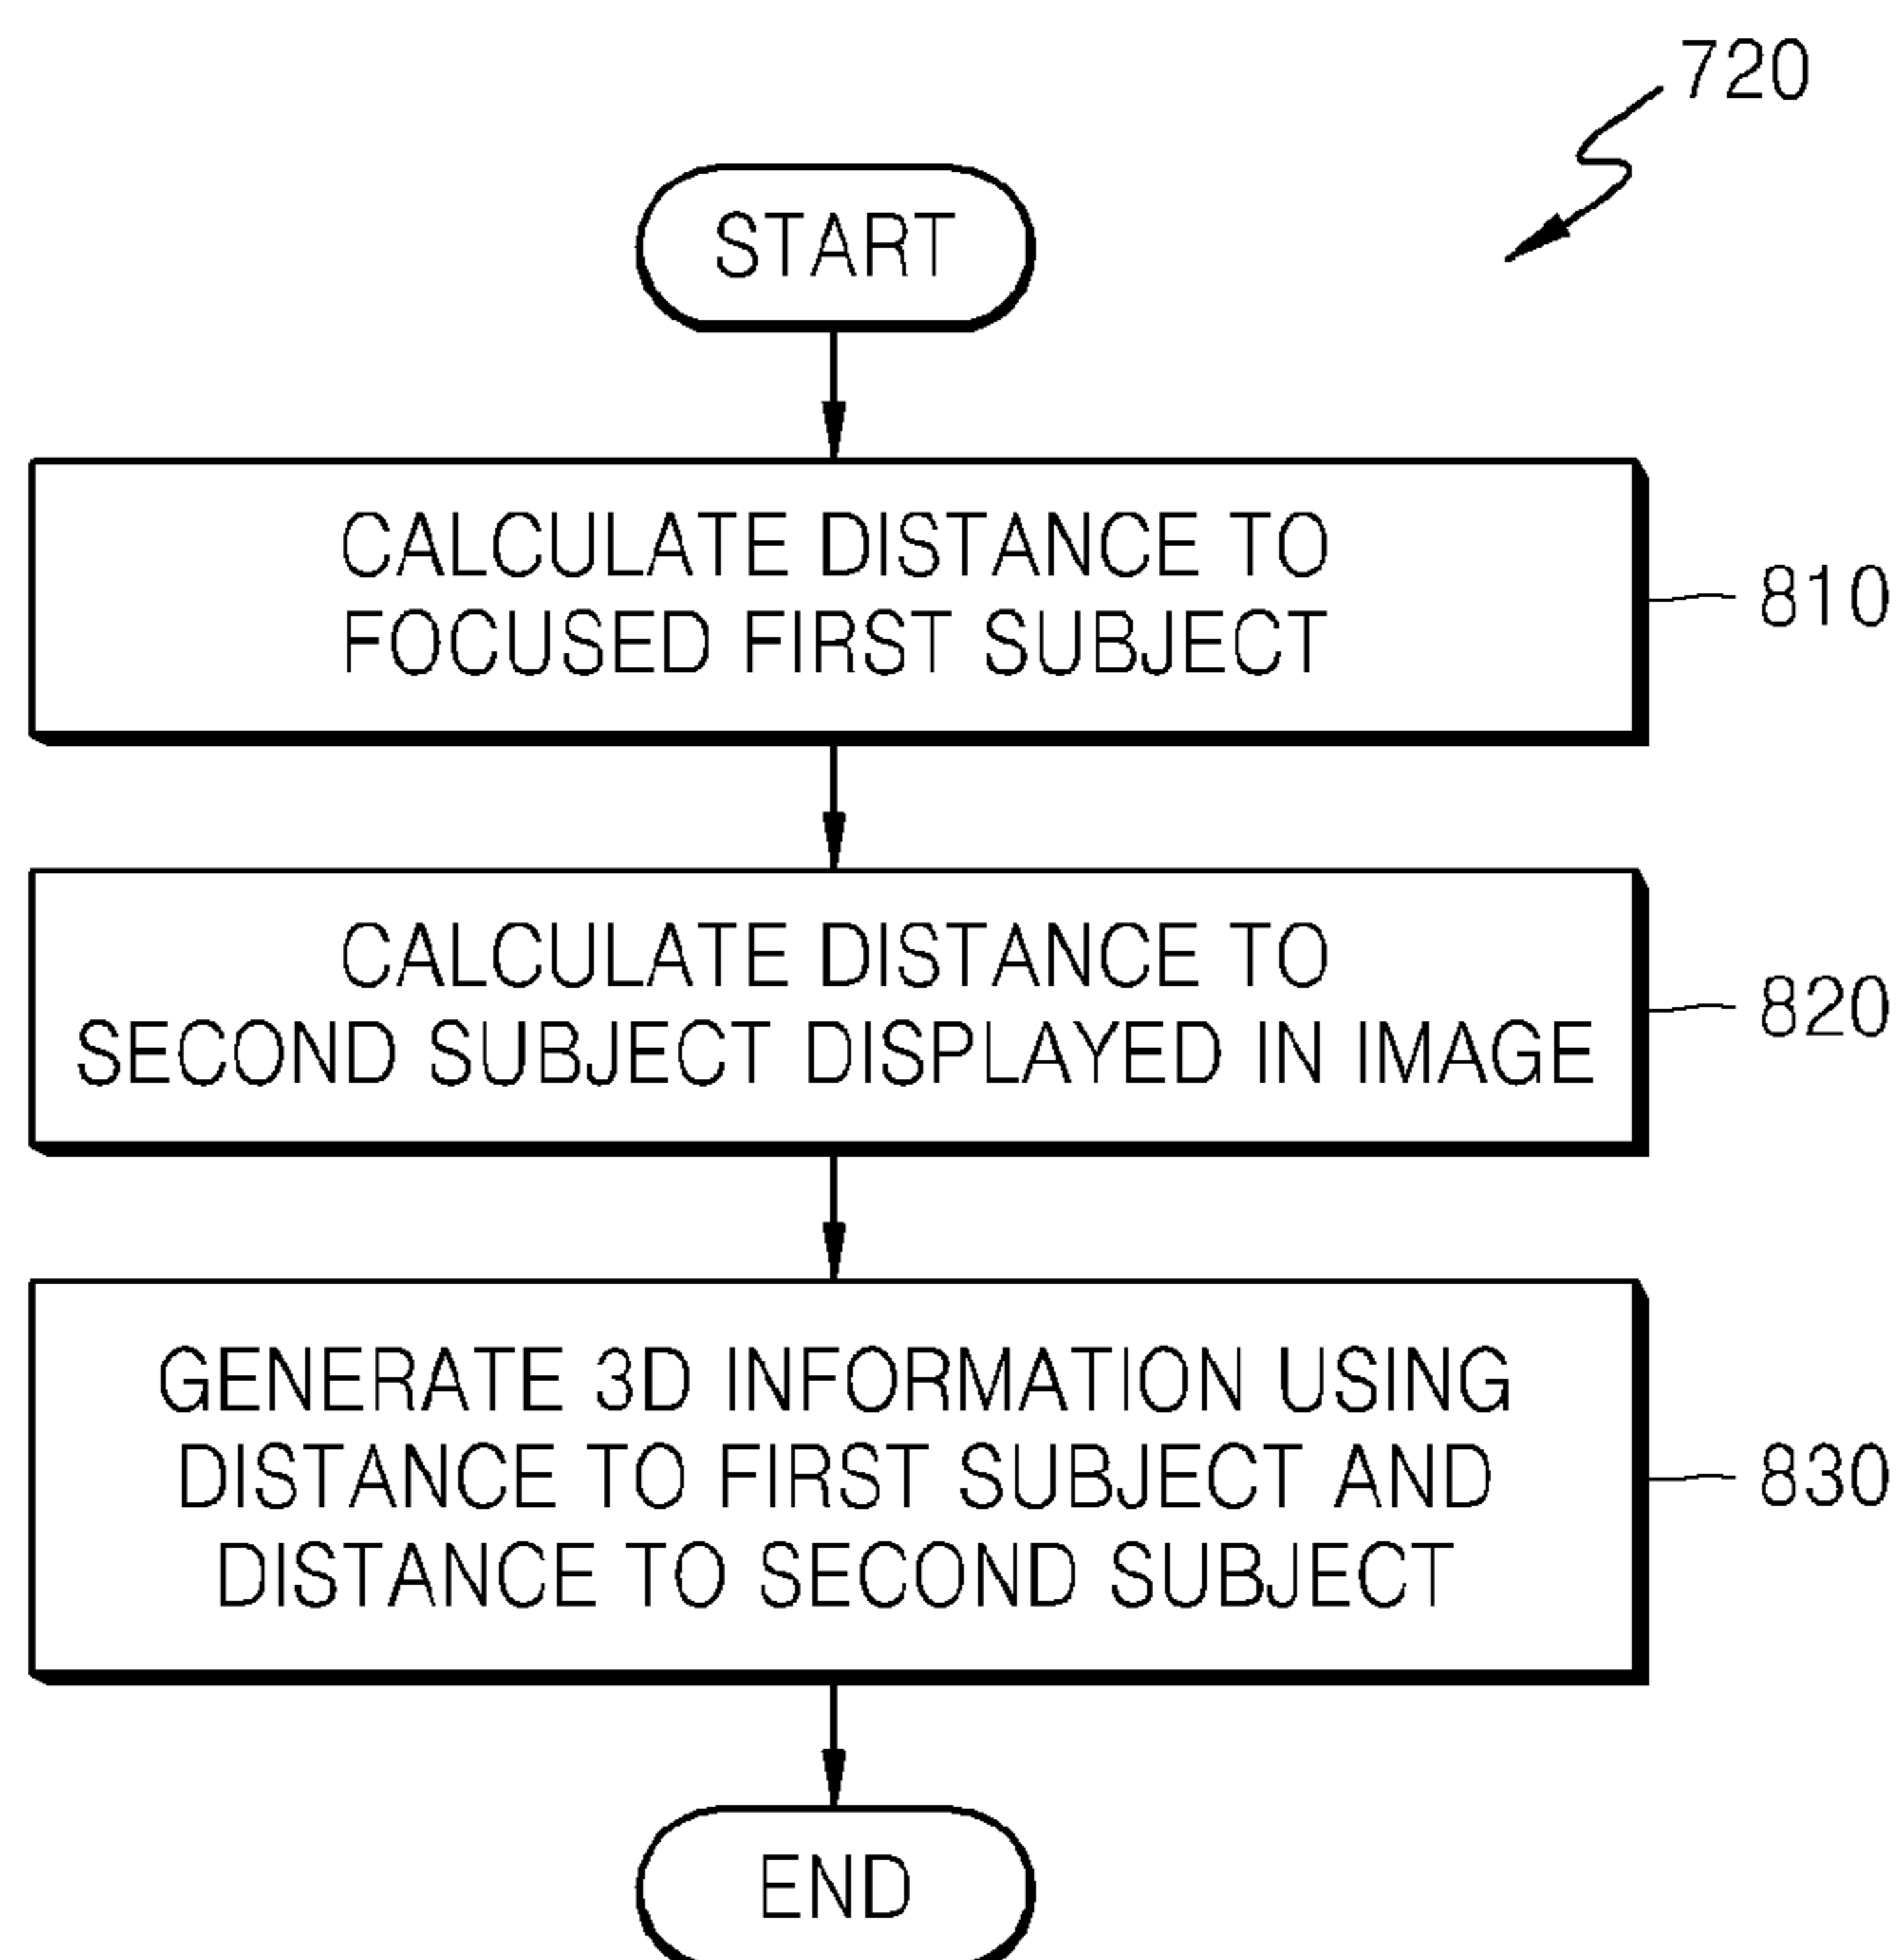 720
START
CALCULATE DISTANCE TO
FOCUSED FIRST SUBJECT
810
CALCULATE DISTANCE TO
SECOND SUBJECT DISPLAYED IN IMAGE
820
GENERATE 3D INFORMATION USING
DISTANCE TO FIRST SUBJECT AND
DISTANCE TO SECOND SUBJECT
830
END